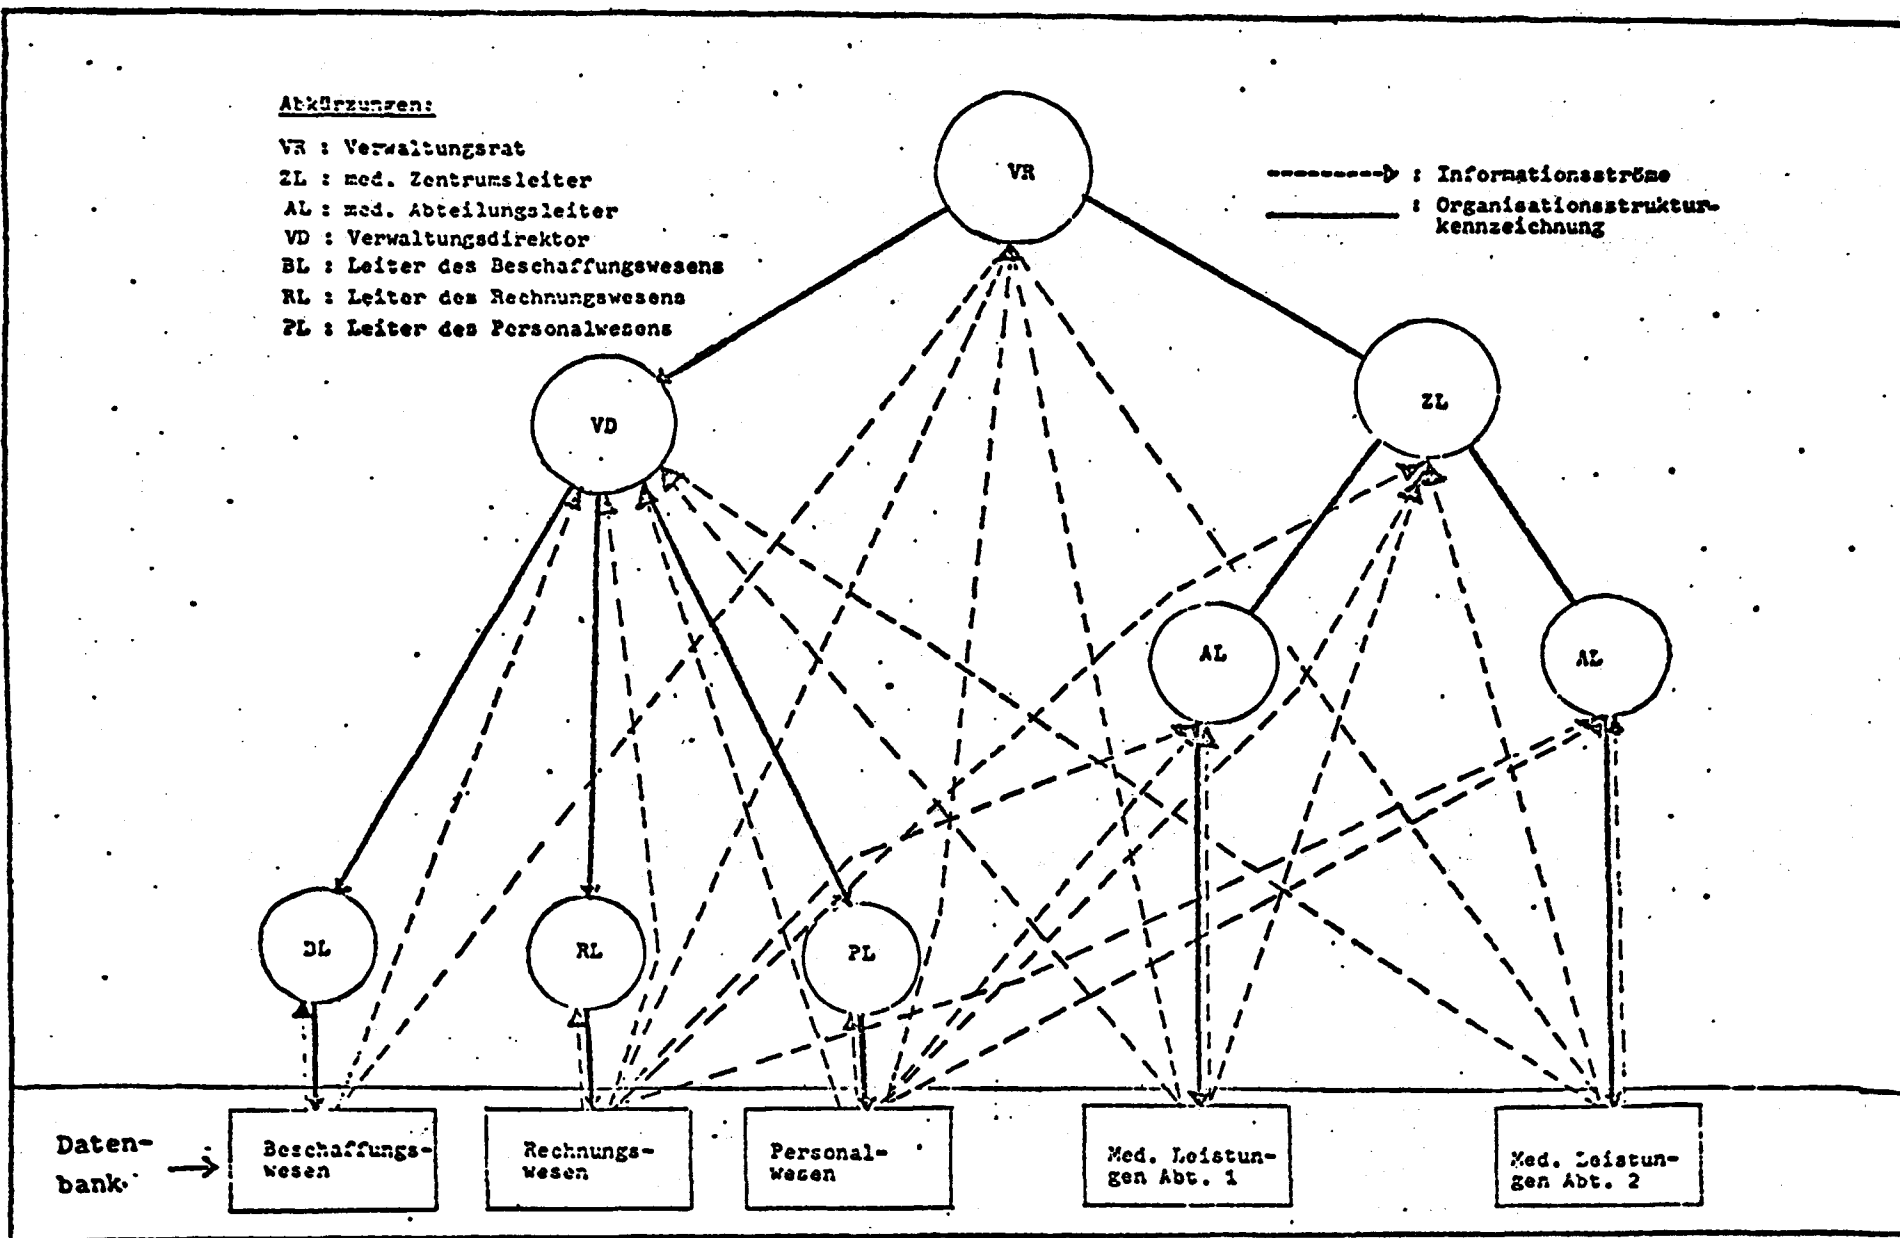 Abkürzungen:
VR : Verwaltungsrat
ZL : med. Zentrumsleiter
AL : med. Abteilungsleiter
VD : Verwaltungsdirektor
BL : Leiter des Beschaffungswesens
RL : Leiter des Rechnungswesens
PL : Leiter des Personalwesens
: Informationsströme
: Organisationsstruktur-
kennzeichnung
VR
VD
ZL
AL
AL
BL
RL
PL
Daten-
bank
Beschaffungs-
wesen
Rechnungs-
wesen
Personal-
wesen
Med. Leistun-
gen Abt. 1
Med. Leistun-
gen Abt. 2